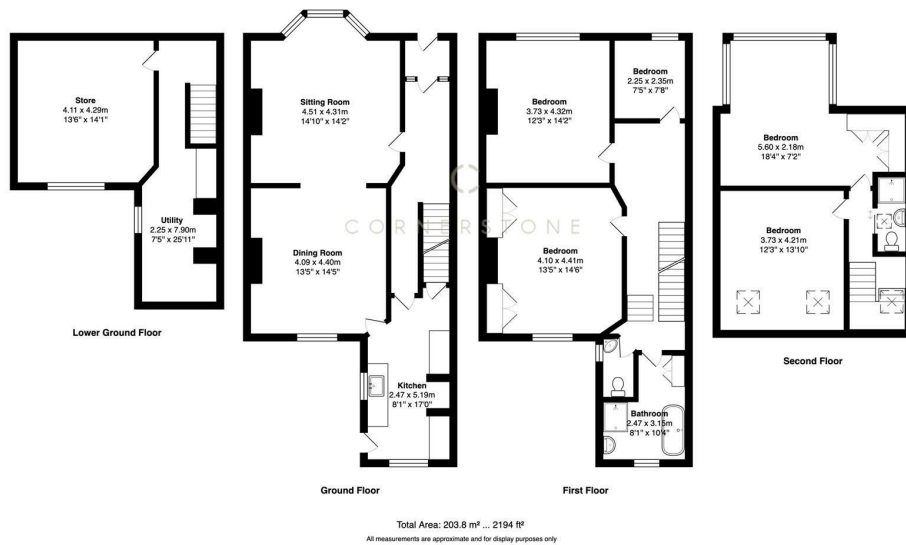 Store
4.11 x 4.29m
13'6" x 14'1"
Utility
2.25 x 7.90m
7'5" x 25'11"
Lower Ground Floor
Sitting Room
4.51 x 4.31m
14'10" x 14'2"
Dining Room
4.09 x 4.40m
13'5" x 14'5"
Kitchen
2.47 x 5.19m
8'1" x 17'0"
Ground Floor
Bedroom
3.73 x 4.32m
12'3" x 14'2"
Bedroom
2.25 x 2.35m
7'5" x 7'8"
Bedroom
4.10 x 4.41m
13'5" x 14'6"
Bathroom
2.47 x 3.15m
8'1" x 10'4"
First Floor
Bedroom
5.60 x 2.18m
18'4" x 7'2"
Bedroom
3.73 x 4.21m
12'3" x 13'10"
Second Floor
CORNERSTONE
Total Area: 203.8 m² ... 2194 ft²
All measurements are approximate and for display purposes only